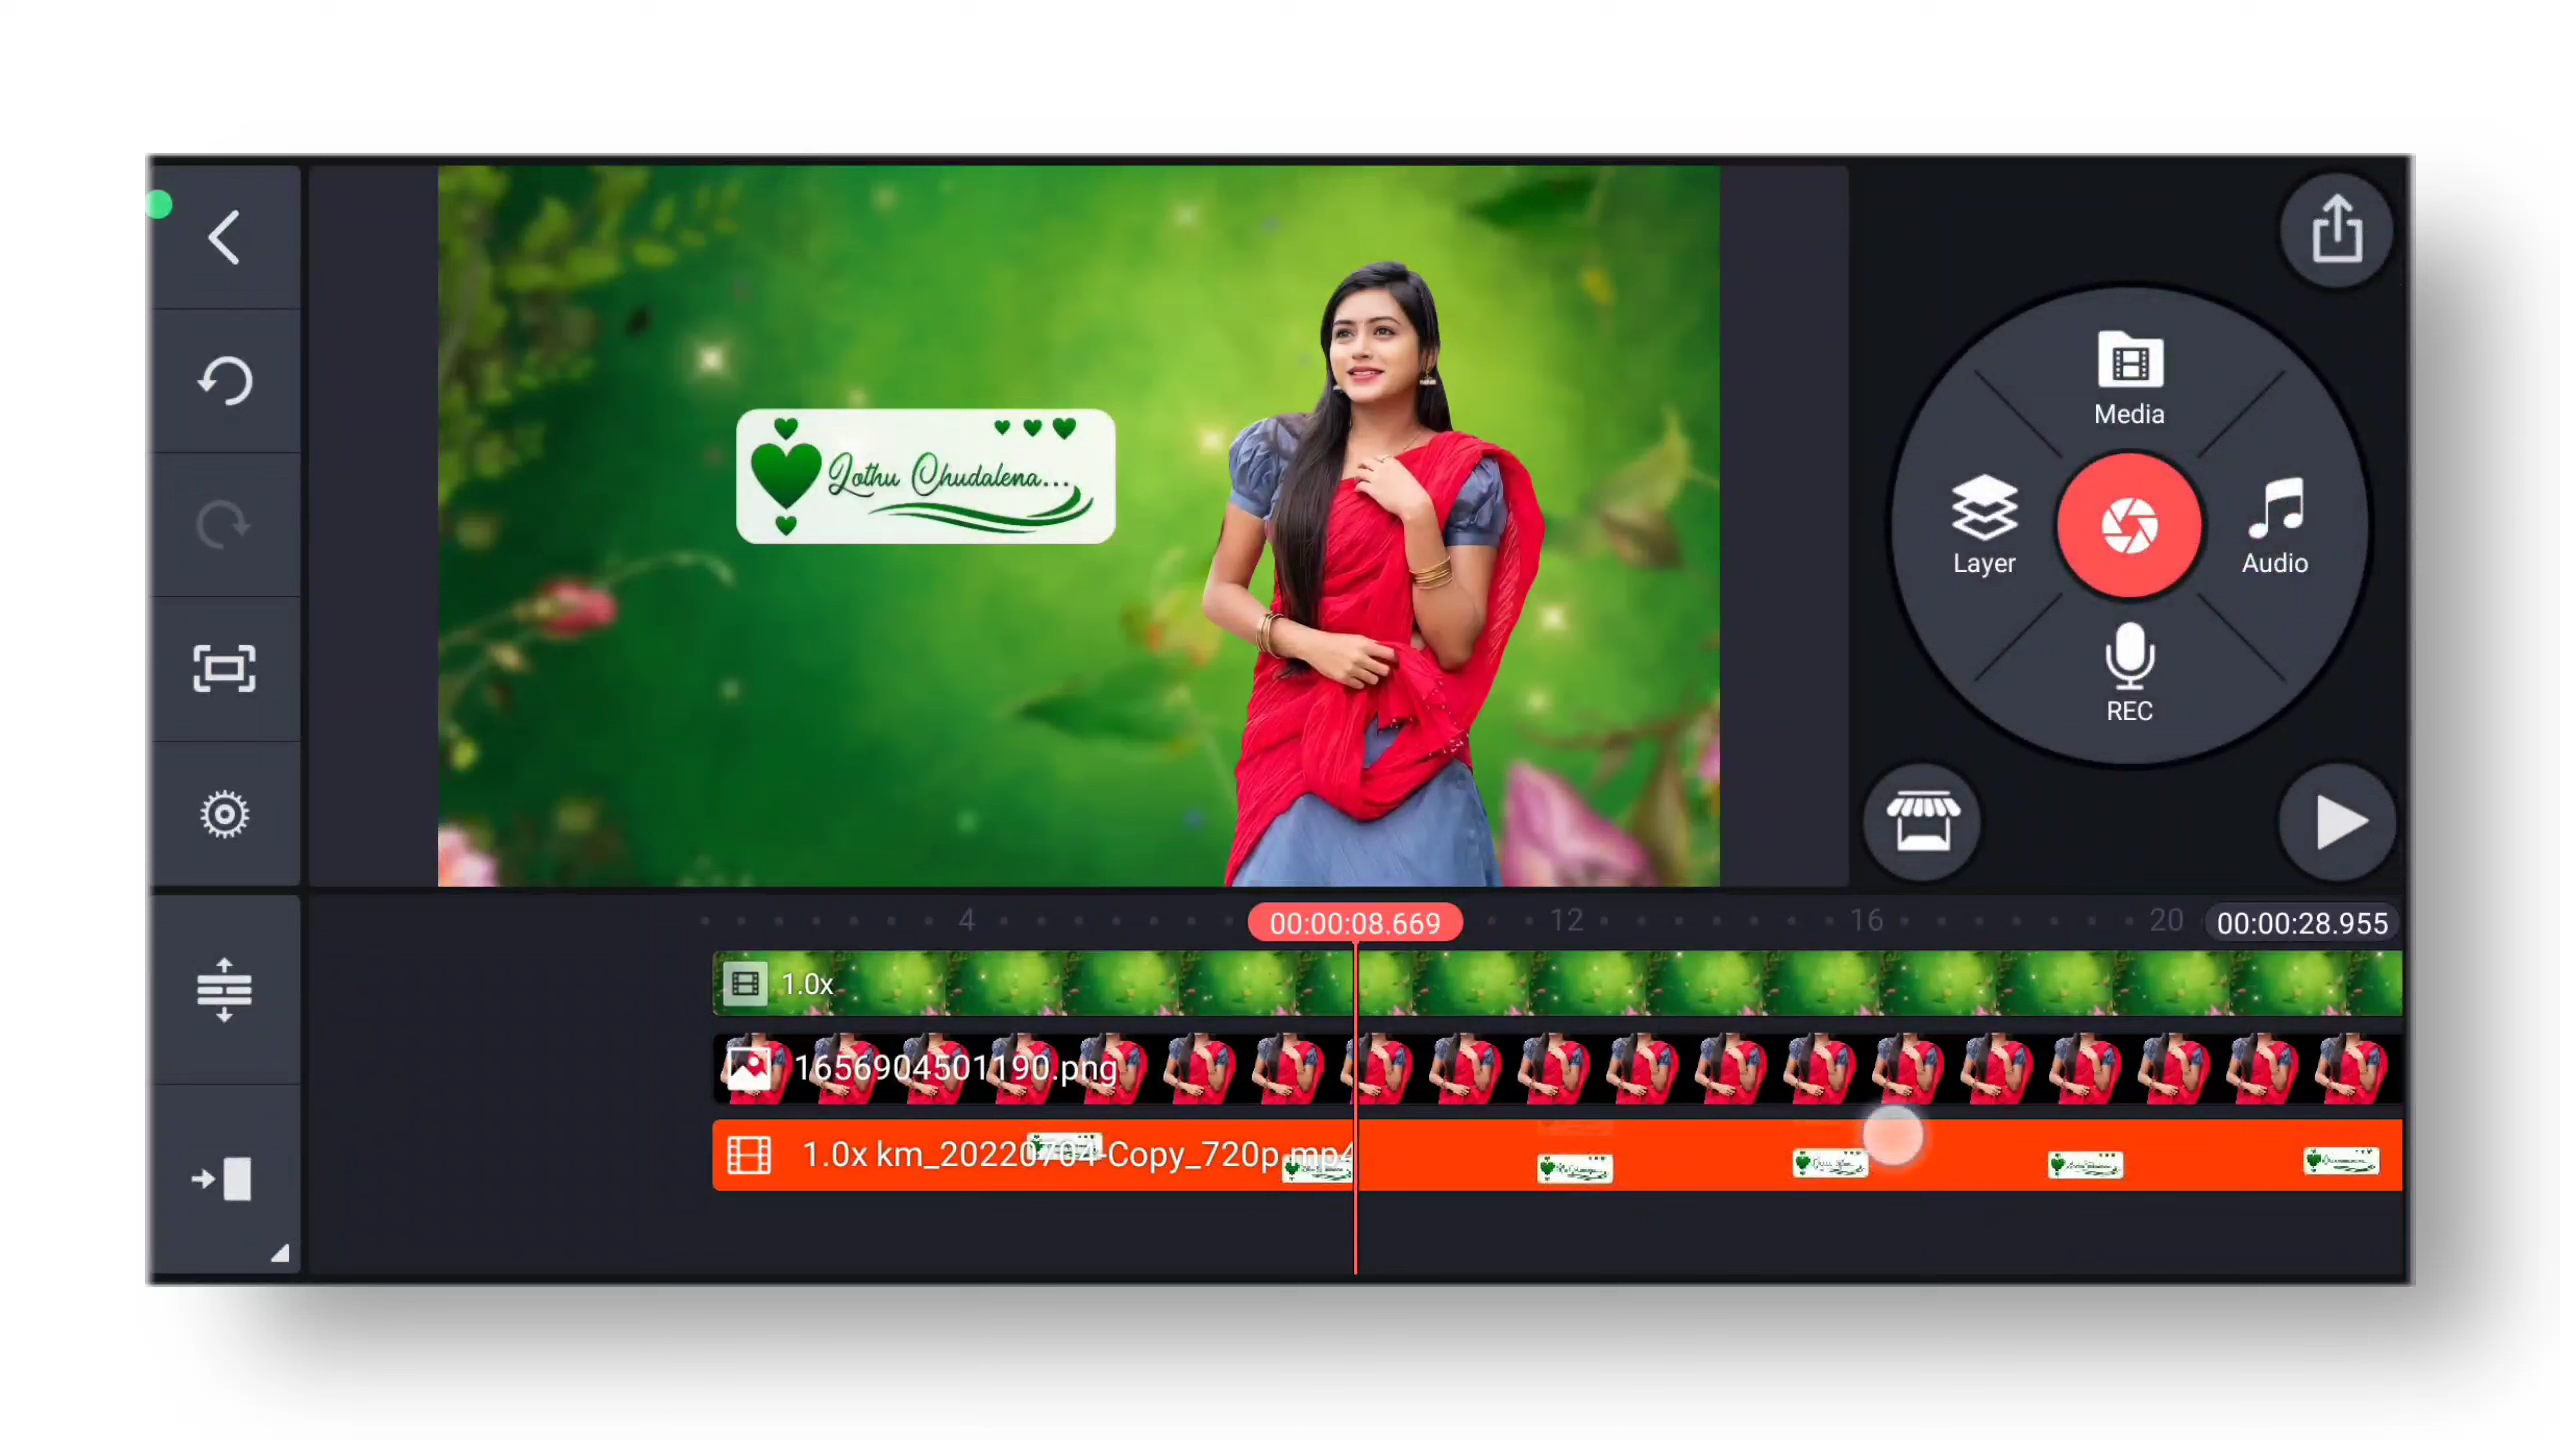 Lothu Chudalena...
Media
Layer
Audio
REC
4
00:00:08.669
12
16
20
00:00:28.955
1.0x
1656904501190.png
1.0x km_20220704-Copy_720p.mp4